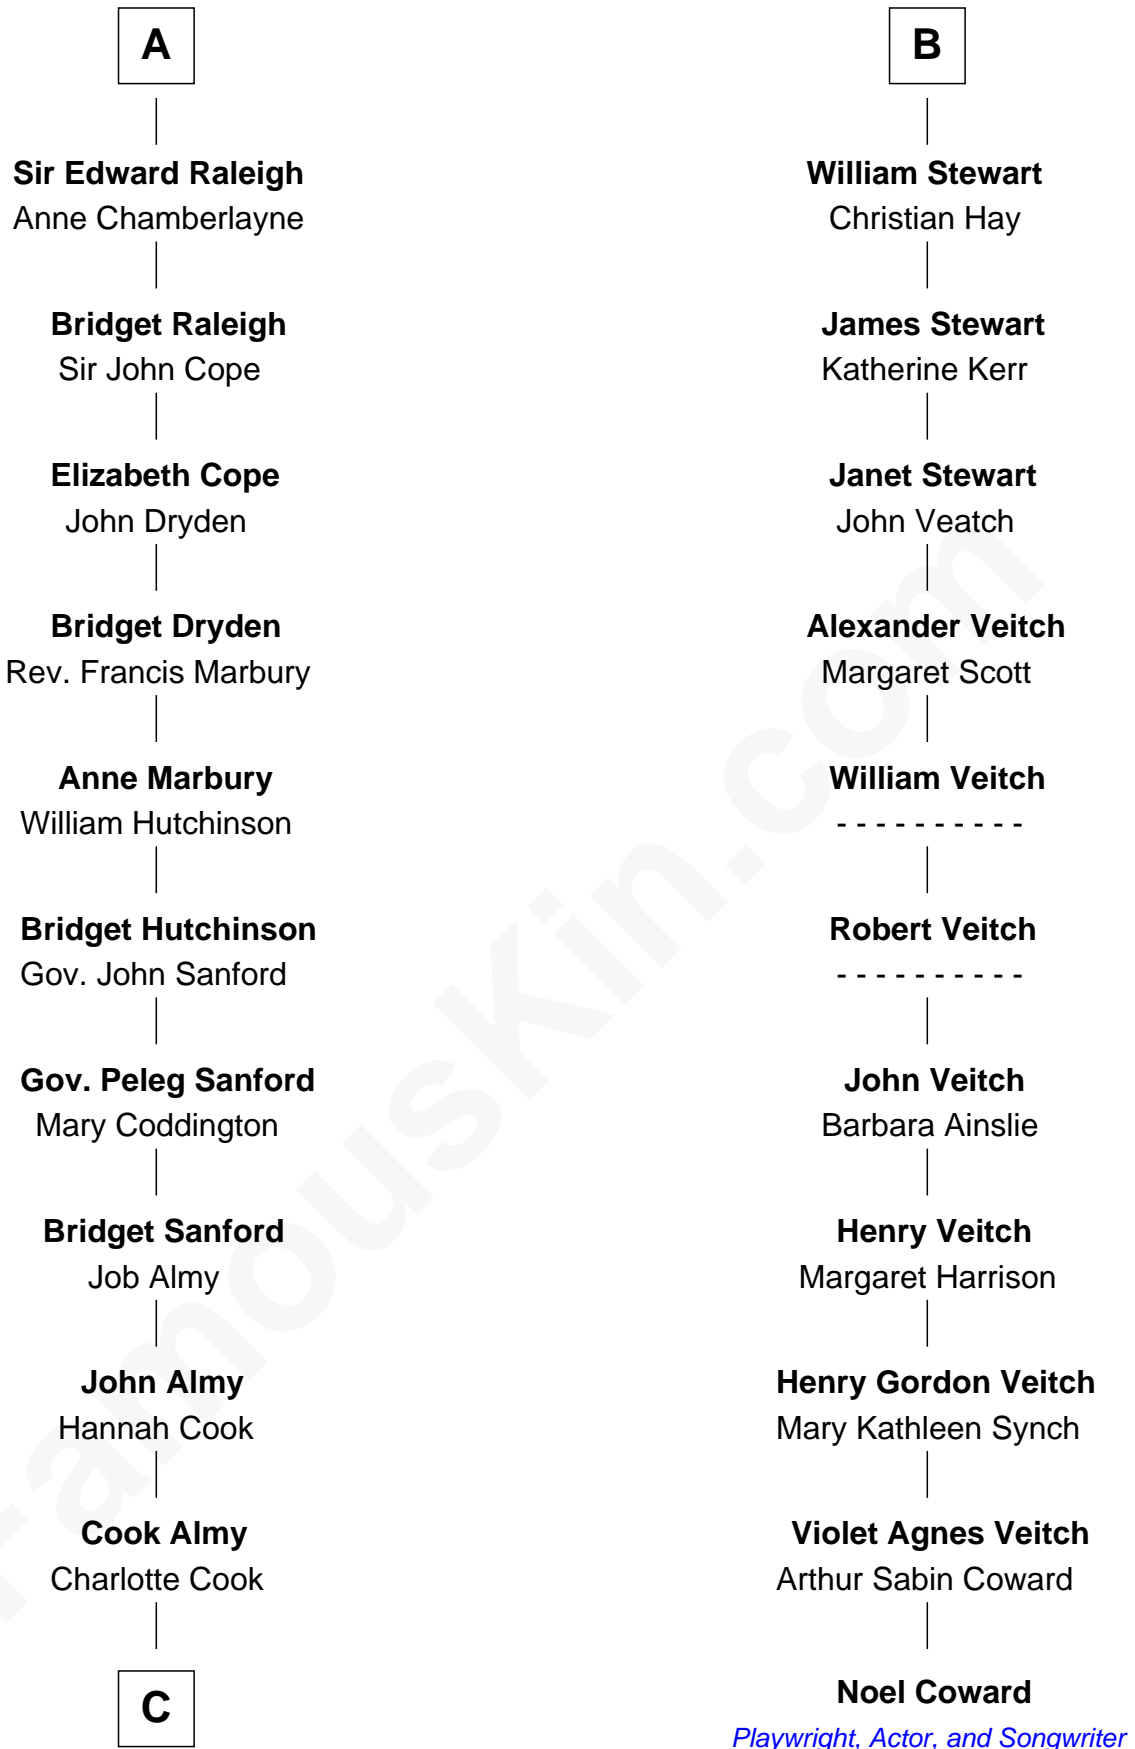 A
Sir Edward Raleigh
Anne Chamberlayne
Bridget Raleigh
Sir John Cope
Elizabeth Cope
John Dryden
Bridget Dryden
Rev. Francis Marbury
Anne Marbury
William Hutchinson
Bridget Hutchinson
Gov. John Sanford
Gov. Peleg Sanford
Mary Coddington
Bridget Sanford
Job Almy
John Almy
Hannah Cook
Cook Almy
Charlotte Cook
C
B
William Stewart
Christian Hay
James Stewart
Katherine Kerr
Janet Stewart
John Veatch
Alexander Veitch
Margaret Scott
William Veitch
- - - - - - - - - -
Robert Veitch
- - - - - - - - - -
John Veitch
Barbara Ainslie
Henry Veitch
Margaret Harrison
Henry Gordon Veitch
Mary Kathleen Synch
Violet Agnes Veitch
Arthur Sabin Coward
Noel Coward
Playwright, Actor, and Songwriter
FamousKin.com